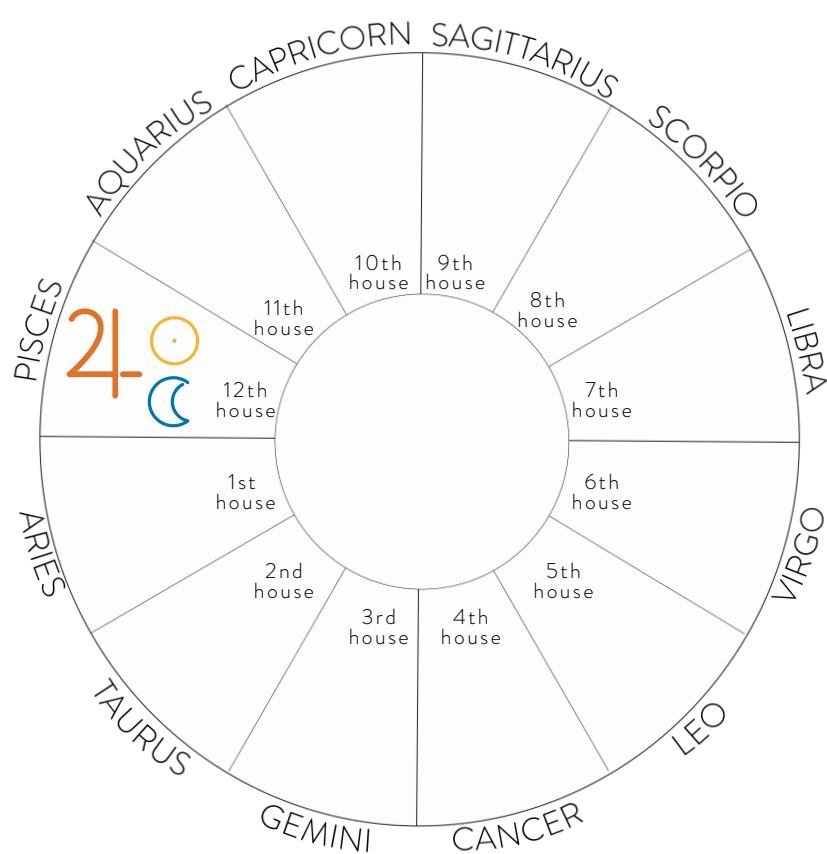 CAPRICORN
SAGITTARIUS
AQUARIUS
SCORPIO
PISCES
LIBRA
10th
house
9th
house
11th
house
8th
house
12th
house
7th
house
1st
house
6th
house
2nd
house
5th
house
3rd
house
4th
house
ARIES
VIRGO
TAURUS
LEO
GEMINI
CANCER